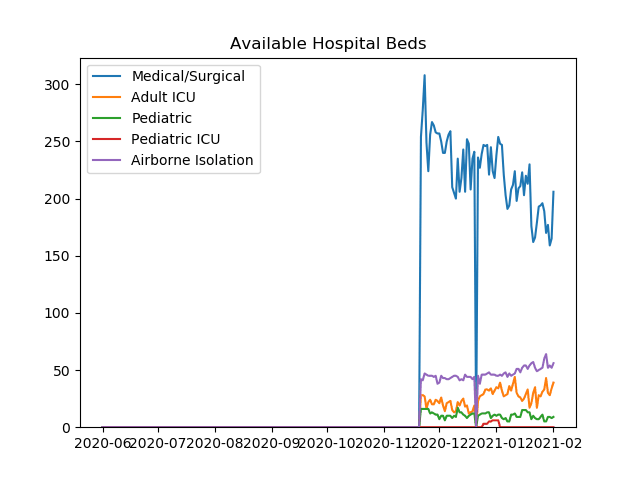 Available Hospital Beds
Medical/Surgical
Adult ICU
Pediatric
Pediatric ICU
Airborne Isolation
300
250
200
150
100
50
0
2020-06 2020-07 2020-08 2020-09 2020-10 2020-11 2020-12 2021-01 2021-02